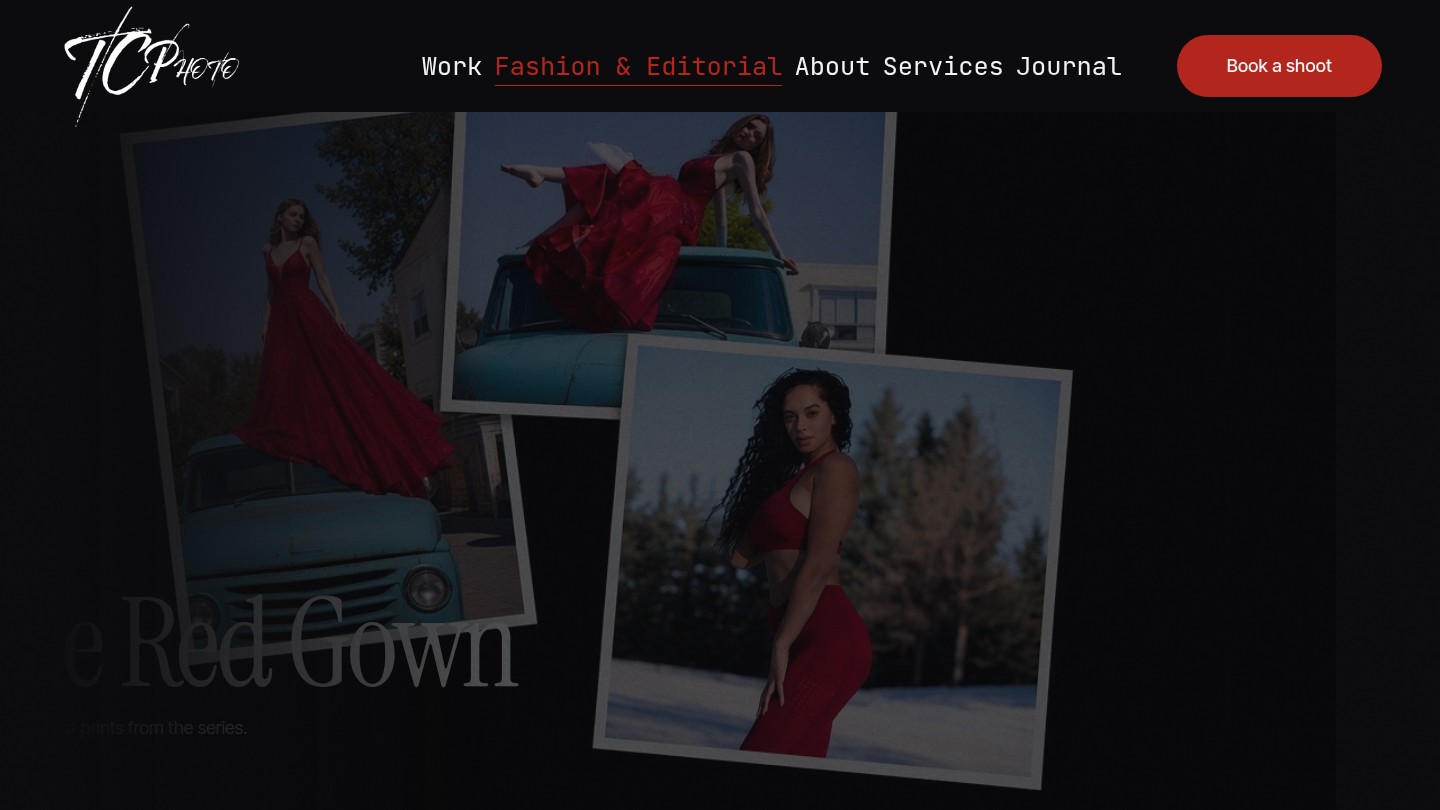 TCPHOTO
Work Fashion & Editorial About Services Journal
Book a shoot
e Red Gown
prints from the series.